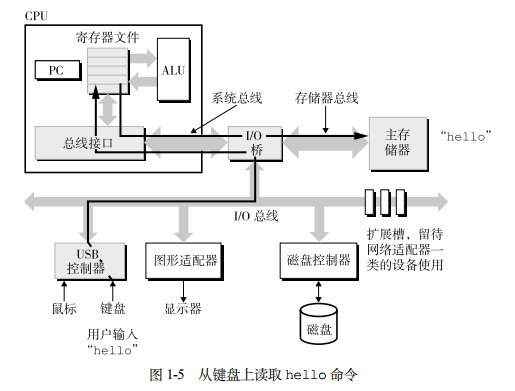 CPU
寄存器文件
PC
ALU
系统总线
存储器总线
总线接口
I/O
桥
主存
储器
“hello”
I/O 总线
扩展槽，留待
网络适配器一
类的设备使用
USB
控制器
图形适配器
磁盘控制器
鼠标
键盘
显示器
磁盘
用户输入
“hello”
图 1-5 从键盘上读取 hello 命令